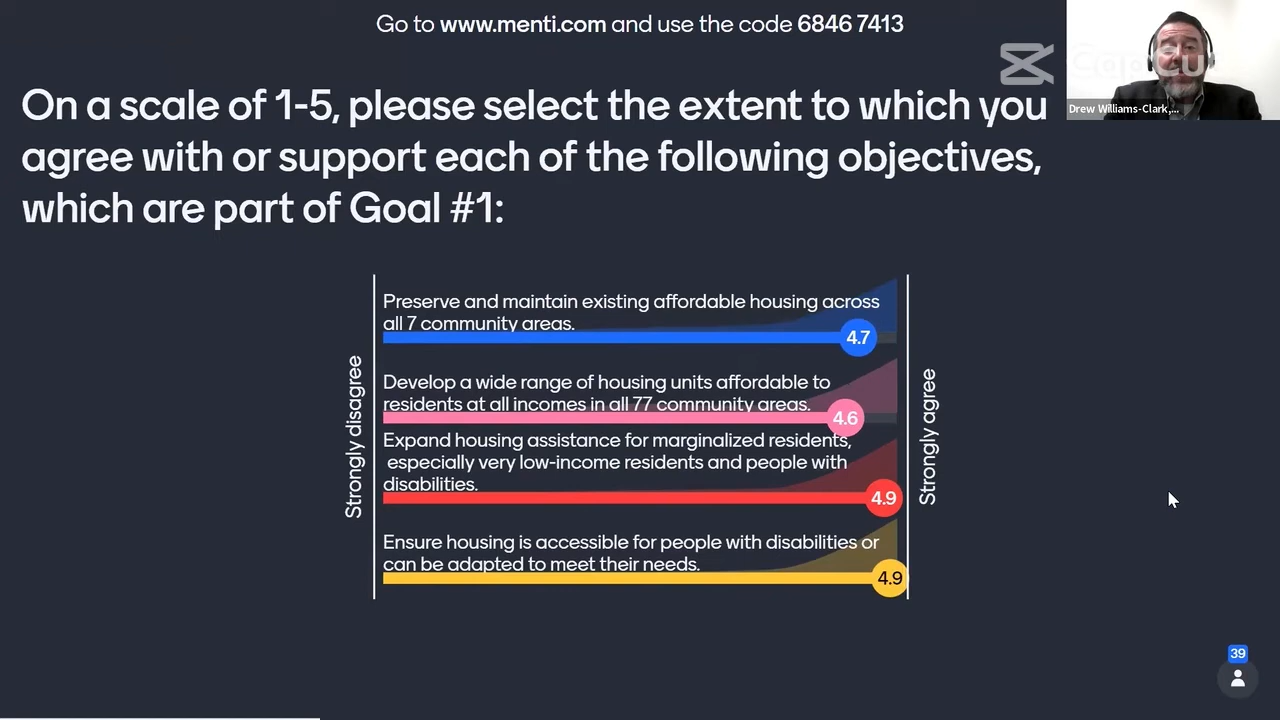 Go to www.menti.com and use the code 6846 7413
CapCut
Drew Williams-Clark,...
On a scale of 1-5, please select the extent to which you
agree with or support each of the following objectives,
which are part of Goal #1:
Strongly disagree
Preserve and maintain existing affordable housing across
all 7 community areas.
4.7
Develop a wide range of housing units affordable to
residents at all incomes in all 77 community areas.
4.6
Expand housing assistance for marginalized residents,
especially very low-income residents and people with
disabilities.
4.9
Ensure housing is accessible for people with disabilities or
can be adapted to meet their needs.
4.9
Strongly agree
39